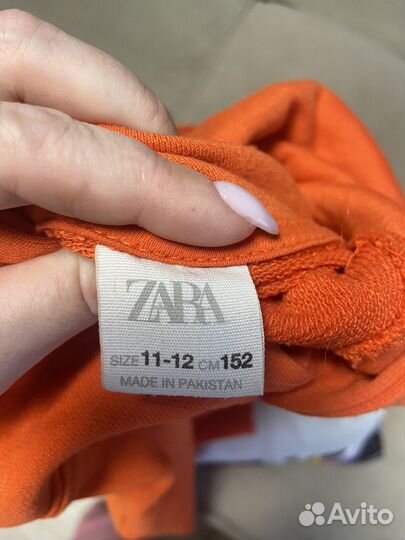 ZARA
SIZE 11-12 CM 152
MADE IN PAKISTAN
Avito